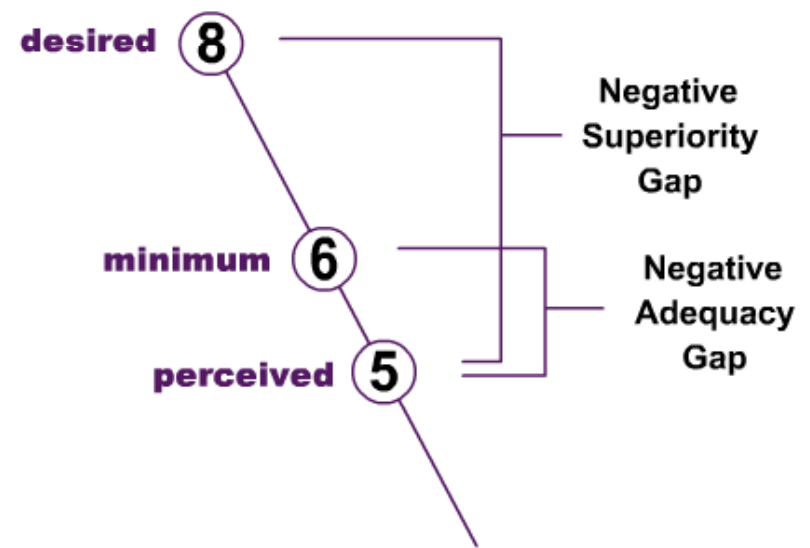 desired 8
Negative
Superiority
Gap
minimum 6
Negative
Adequacy
Gap
perceived 5